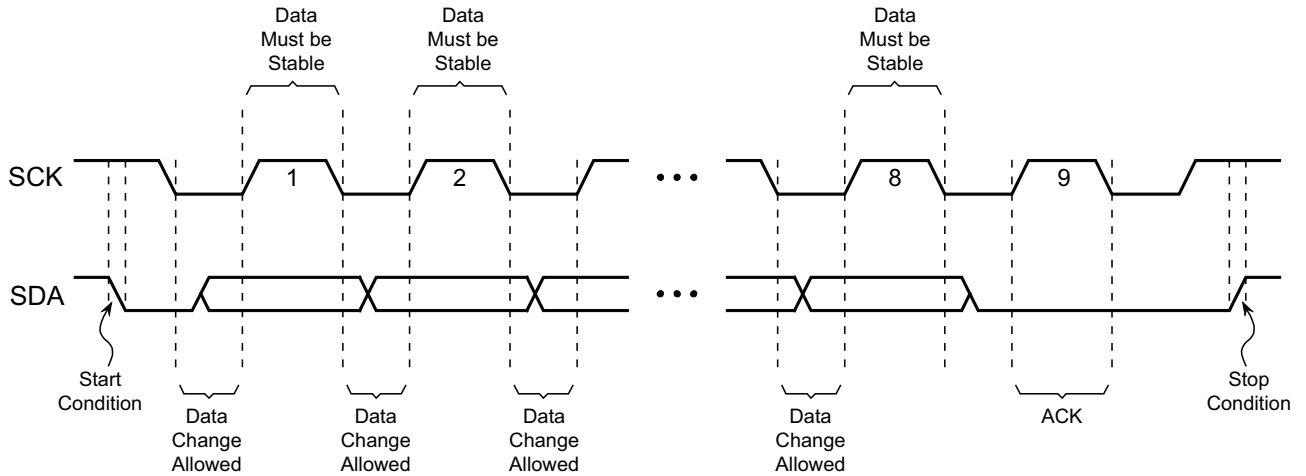 Data
Must be
Stable
Data
Must be
Stable
Data
Must be
Stable
SCK
1
2
8
9
SDA
Start
Condition
Data
Change
Allowed
Data
Change
Allowed
Data
Change
Allowed
Data
Change
Allowed
ACK
Stop
Condition